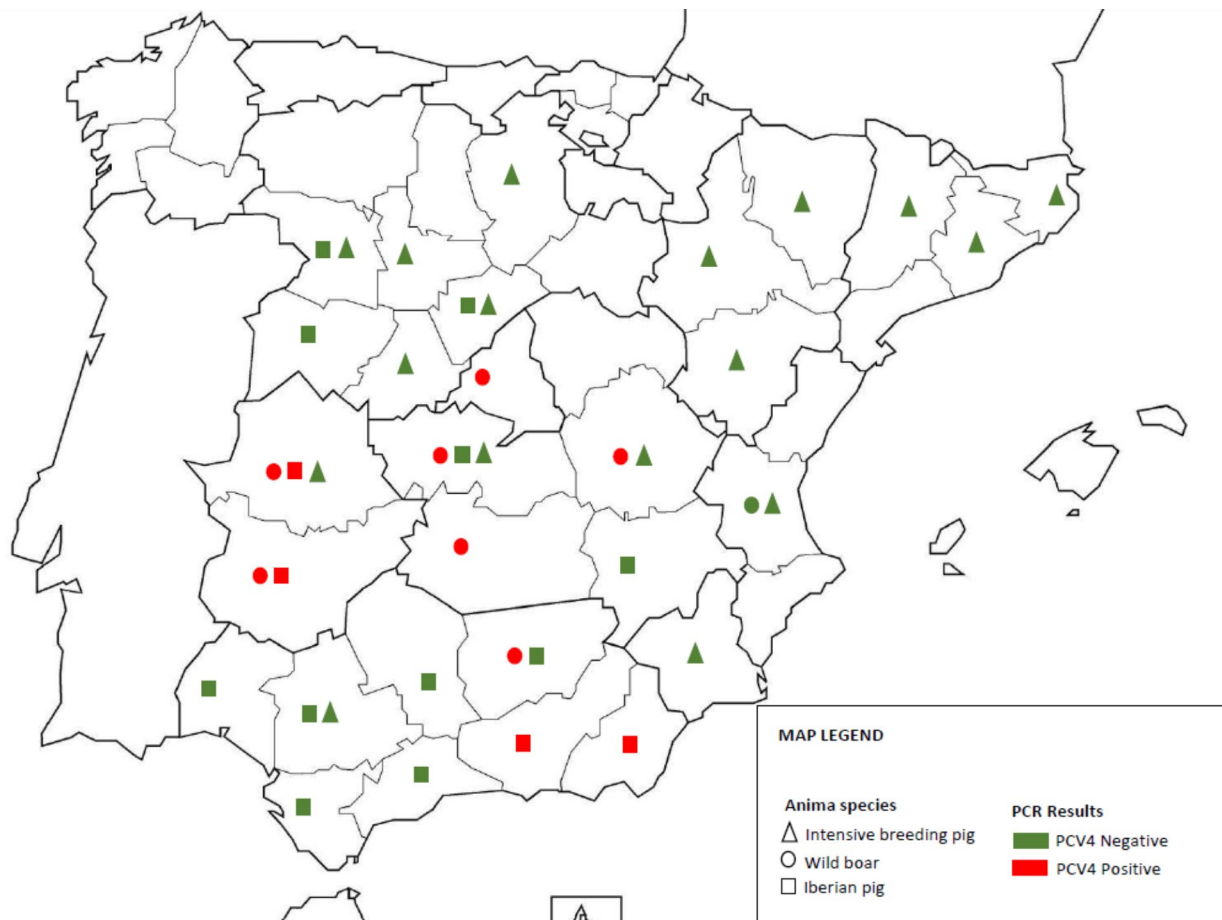 MAP LEGEND
Anima species
Intensive breeding pig
Wild boar
Iberian pig
PCR Results
PCV4 Negative
PCV4 Positive